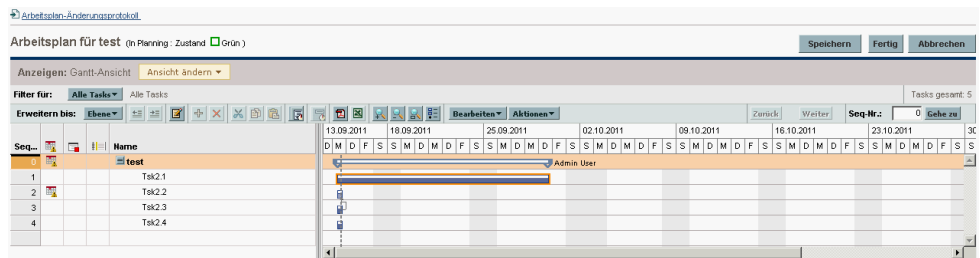 Arbeitsplan-Änderungsprotokoll
Arbeitsplan für test (In Planning : Zustand Grün )
Speichern Fertig Abbrechen
Anzeigen: Gantt-Ansicht Ansicht ändern
Filter für: Alle Tasks Alle Tasks Tasks gesamt: 5
Erweitern bis: Ebene Bearbeiten Aktionen Zurück Weiter Seq-Nr.: 0 Gehe zu
13.09.2011 18.09.2011 25.09.2011 02.10.2011 09.10.2011 16.10.2011 23.10.2011 30
Seq... Name D M D F S S M D M D F S S M D M D F S S M D M D F S S M D M D F S S M D M D F S S M D M D F S S
0 test Admin User
1 Tsk2.1
2 Tsk2.2
3 Tsk2.3
4 Tsk2.4